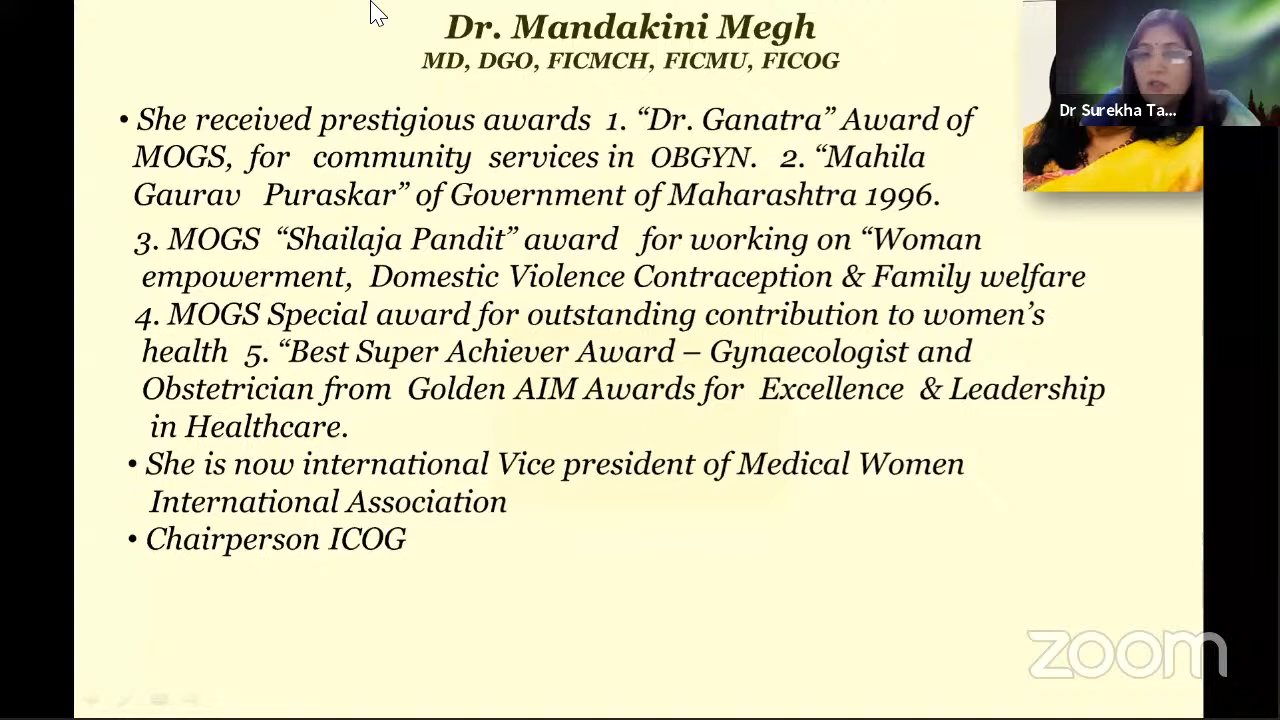 Dr. Mandakini Megh
MD, DGO, FICMCH, FICMU, FICOG
Dr Surekha Ta...
• She received prestigious awards 1. “Dr. Ganatra” Award of
MOGS, for community services in OBGYN. 2. “Mahila
Gaurav Puraskar” of Government of Maharashtra 1996.
3. MOGS “Shailaja Pandit” award for working on “Woman
empowerment, Domestic Violence Contraception & Family welfare
4. MOGS Special award for outstanding contribution to women’s
health 5. “Best Super Achiever Award – Gynaecologist and
Obstetrician from Golden AIM Awards for Excellence & Leadership
in Healthcare.
• She is now international Vice president of Medical Women
International Association
• Chairperson ICOG
zoom